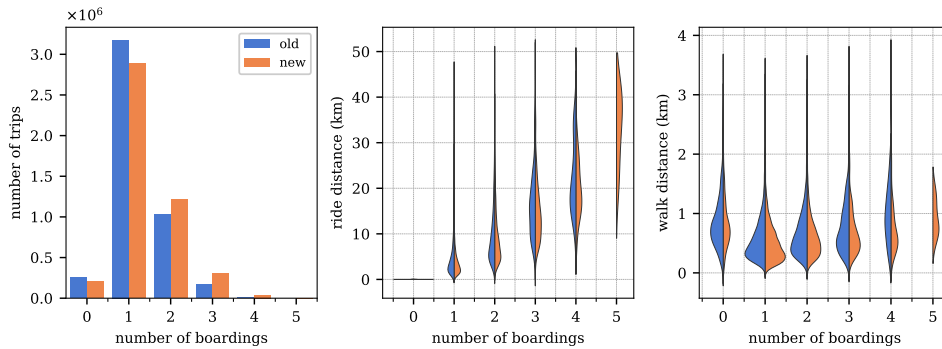 ×10⁶
3.0
2.5
2.0
1.5
1.0
0.5
0.0
number of trips
old
new
0 1 2 3 4 5
number of boardings
50
40
30
20
10
0
ride distance (km)
0 1 2 3 4 5
number of boardings
4
3
2
1
0
walk distance (km)
0 1 2 3 4 5
number of boardings